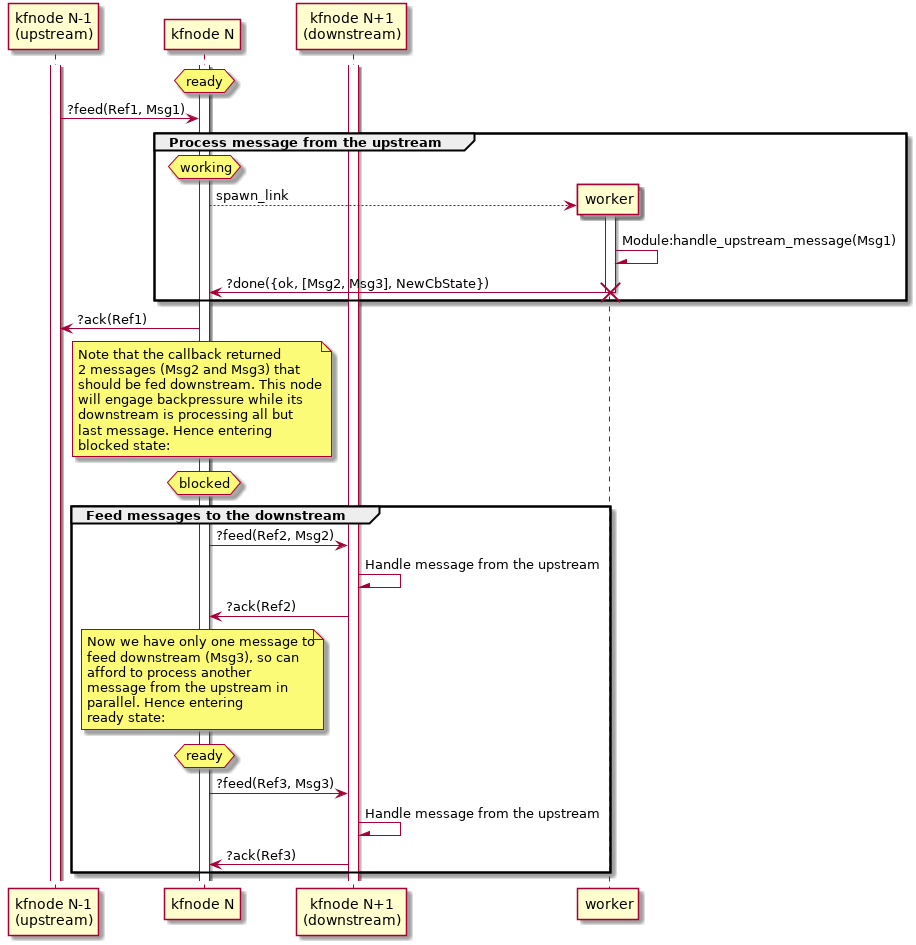 kfnode N-1
(upstream)
kfnode N
kfnode N+1
(downstream)
ready
?feed(Ref1, Msg1)
Process message from the upstream
working
spawn_link
worker
Module:handle_upstream_message(Msg1)
?done({ok, [Msg2, Msg3], NewCbState})
?ack(Ref1)
Note that the callback returned
2 messages (Msg2 and Msg3) that
should be fed downstream. This node
will engage backpressure while its
downstream is processing all but
last message. Hence entering
blocked state:
blocked
Feed messages to the downstream
?feed(Ref2, Msg2)
Handle message from the upstream
?ack(Ref2)
Now we have only one message to
feed downstream (Msg3), so can
afford to process another
message from the upstream in
parallel. Hence entering
ready state:
ready
?feed(Ref3, Msg3)
Handle message from the upstream
?ack(Ref3)
kfnode N-1
(upstream)
kfnode N
kfnode N+1
(downstream)
worker